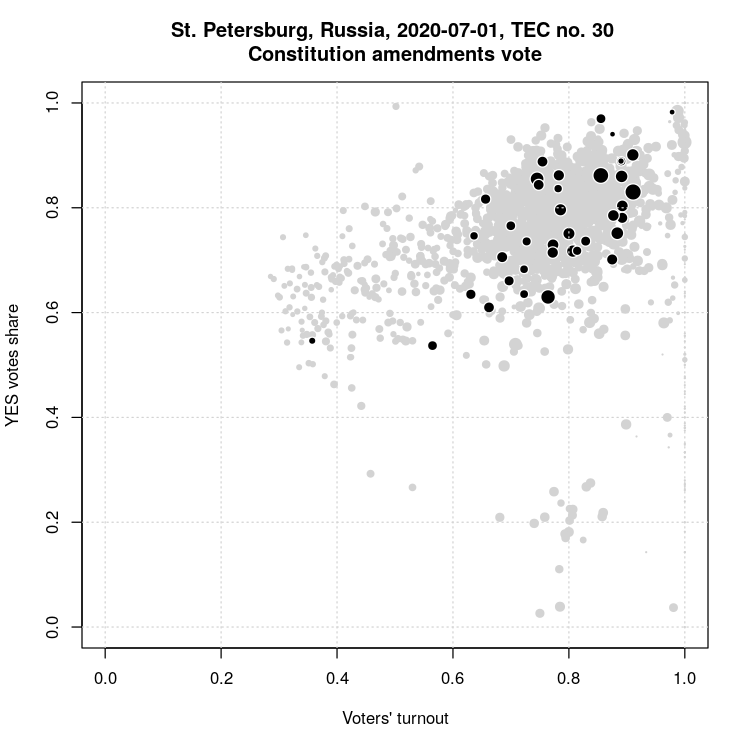 St. Petersburg, Russia, 2020-07-01, TEC no. 30
Constitution amendments vote
YES votes share
1.0
0.8
0.6
0.4
0.2
0.0
0.0 0.2 0.4 0.6 0.8 1.0
Voters' turnout